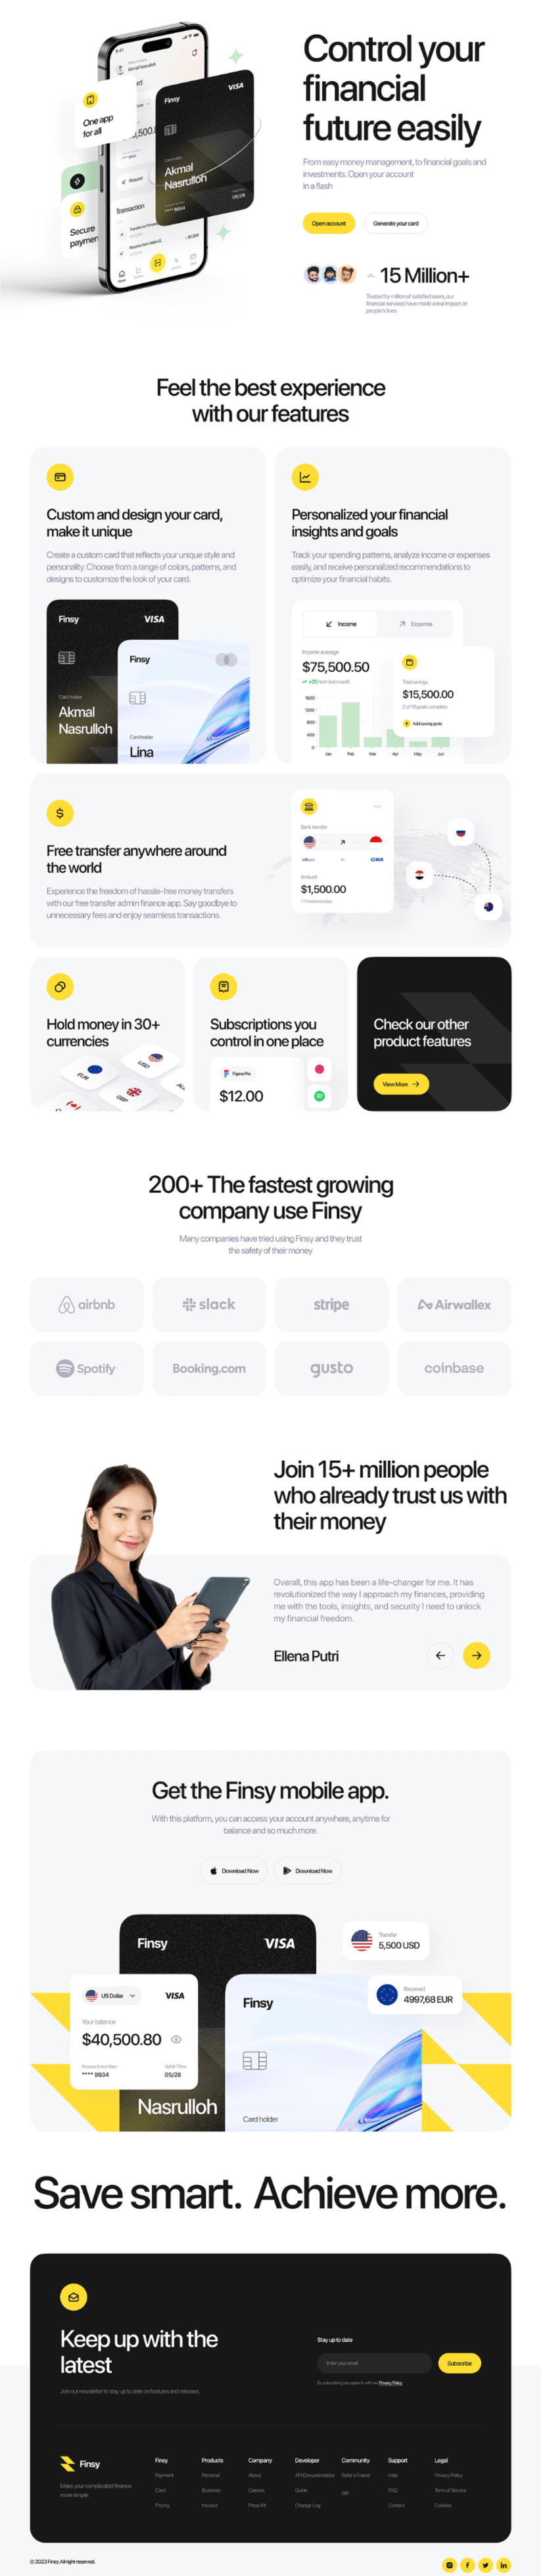 Control your
financial
future easily
From easy money management, to financial goals and
investments. Open your account
in a flash
Open account
Generate your card
15 Million+
Trusted by million of satisfied users, our
financial services have made a real impact on
people's lives
9:41
One app
for all
Finsy
VISA
Akmal
Nasrulloh
05/28
Request
Transaction
Secure
Feel the best experience
with our features
Custom and design your card,
make it unique
Create a custom card that reflects your unique style and
personality. Choose from a range of colors, patterns, and
designs to customize the look of your card.
Finsy
VISA
Card holder
Akmal
Nasrulloh
Finsy
Card holder
Lina
Personalized your financial
insights and goals
Track your spending patterns, analyze income or expenses
easily, and receive personalized recommendations to
optimize your financial habits.
Income
Expense
Income average
$75,500.50
from last month
1600
1200
800
400
0
Jan
Feb
Mar
Apr
May
Jun
Total savings
$15,500.00
2 of 10 goals complete
Add saving goals
Free transfer anywhere around
the world
Experience the freedom of hassle-free money transfers
with our free transfer admin finance app. Say goodbye to
unnecessary fees and enjoy seamless transactions.
Bank transfer
to
BCA
Amount
$1,500.00
Hold money in 30+
currencies
EUR
USD
GBP
AU
Subscriptions you
control in one place
Figma Pro
$12.00
Check our other
product features
View More
200+ The fastest growing
company use Finsy
Many companies have tried using Finsy and they trust
the safety of their money
airbnb
slack
stripe
Airwallex
Spotify
Booking.com
gusto
coinbase
Join 15+ million people
who already trust us with
their money
Overall, this app has been a life-changer for me. It has
revolutionized the way I approach my finances, providing
me with the tools, insights, and security I need to unlock
my financial freedom.
Ellena Putri
Get the Finsy mobile app.
With this platform, you can access your account anywhere, anytime for
balance and so much more.
Download Now
Download Now
Finsy
VISA
Transfer
5,500 USD
US Dollar
VISA
Your balance
$40,500.80
Account number
Valid Thru
**** 9934
05/28
Received
4997,68 EUR
Finsy
Nasrulloh
Card holder
Save smart. Achieve more.
Keep up with the
latest
Join our newsletter to stay up to date on features and releases.
Stay up to date
Enter your email
Subscribe
By subscribing you agree to with our Privacy Policy
Finsy
Make your complicated finance
more simple.
Finsy
Payment
Card
Pricing
Products
Personal
Business
Invoice
Company
About
Careers
Press Kit
Developer
API Documentation
Guide
Change Log
Community
Refer a Friend
Gift
Support
Help
FAQ
Contact
Legal
Privacy Policy
Term of Service
Cookies
© 2023 Finsy. All right reserved.